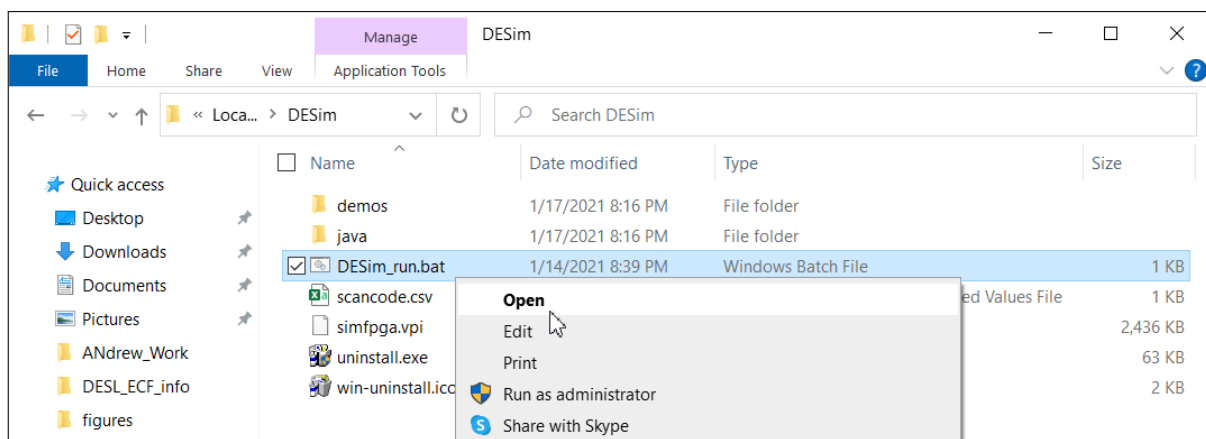 Manage DESim
File Home Share View Application Tools ?
« Loca... > DESim Search DESim
Name Date modified Type Size
Quick access
Desktop
Downloads
Documents
Pictures
ANdrew_Work
DESL_ECF_info
figures
demos 1/17/2021 8:16 PM File folder
java 1/17/2021 8:16 PM File folder
DESim_run.bat 1/14/2021 8:39 PM Windows Batch File 1 KB
scancode.csv ed Values File 1 KB
simfpga.vpi 2,436 KB
uninstall.exe 63 KB
win-uninstall.ico 2 KB
Open
Edit
Print
Run as administrator
Share with Skype